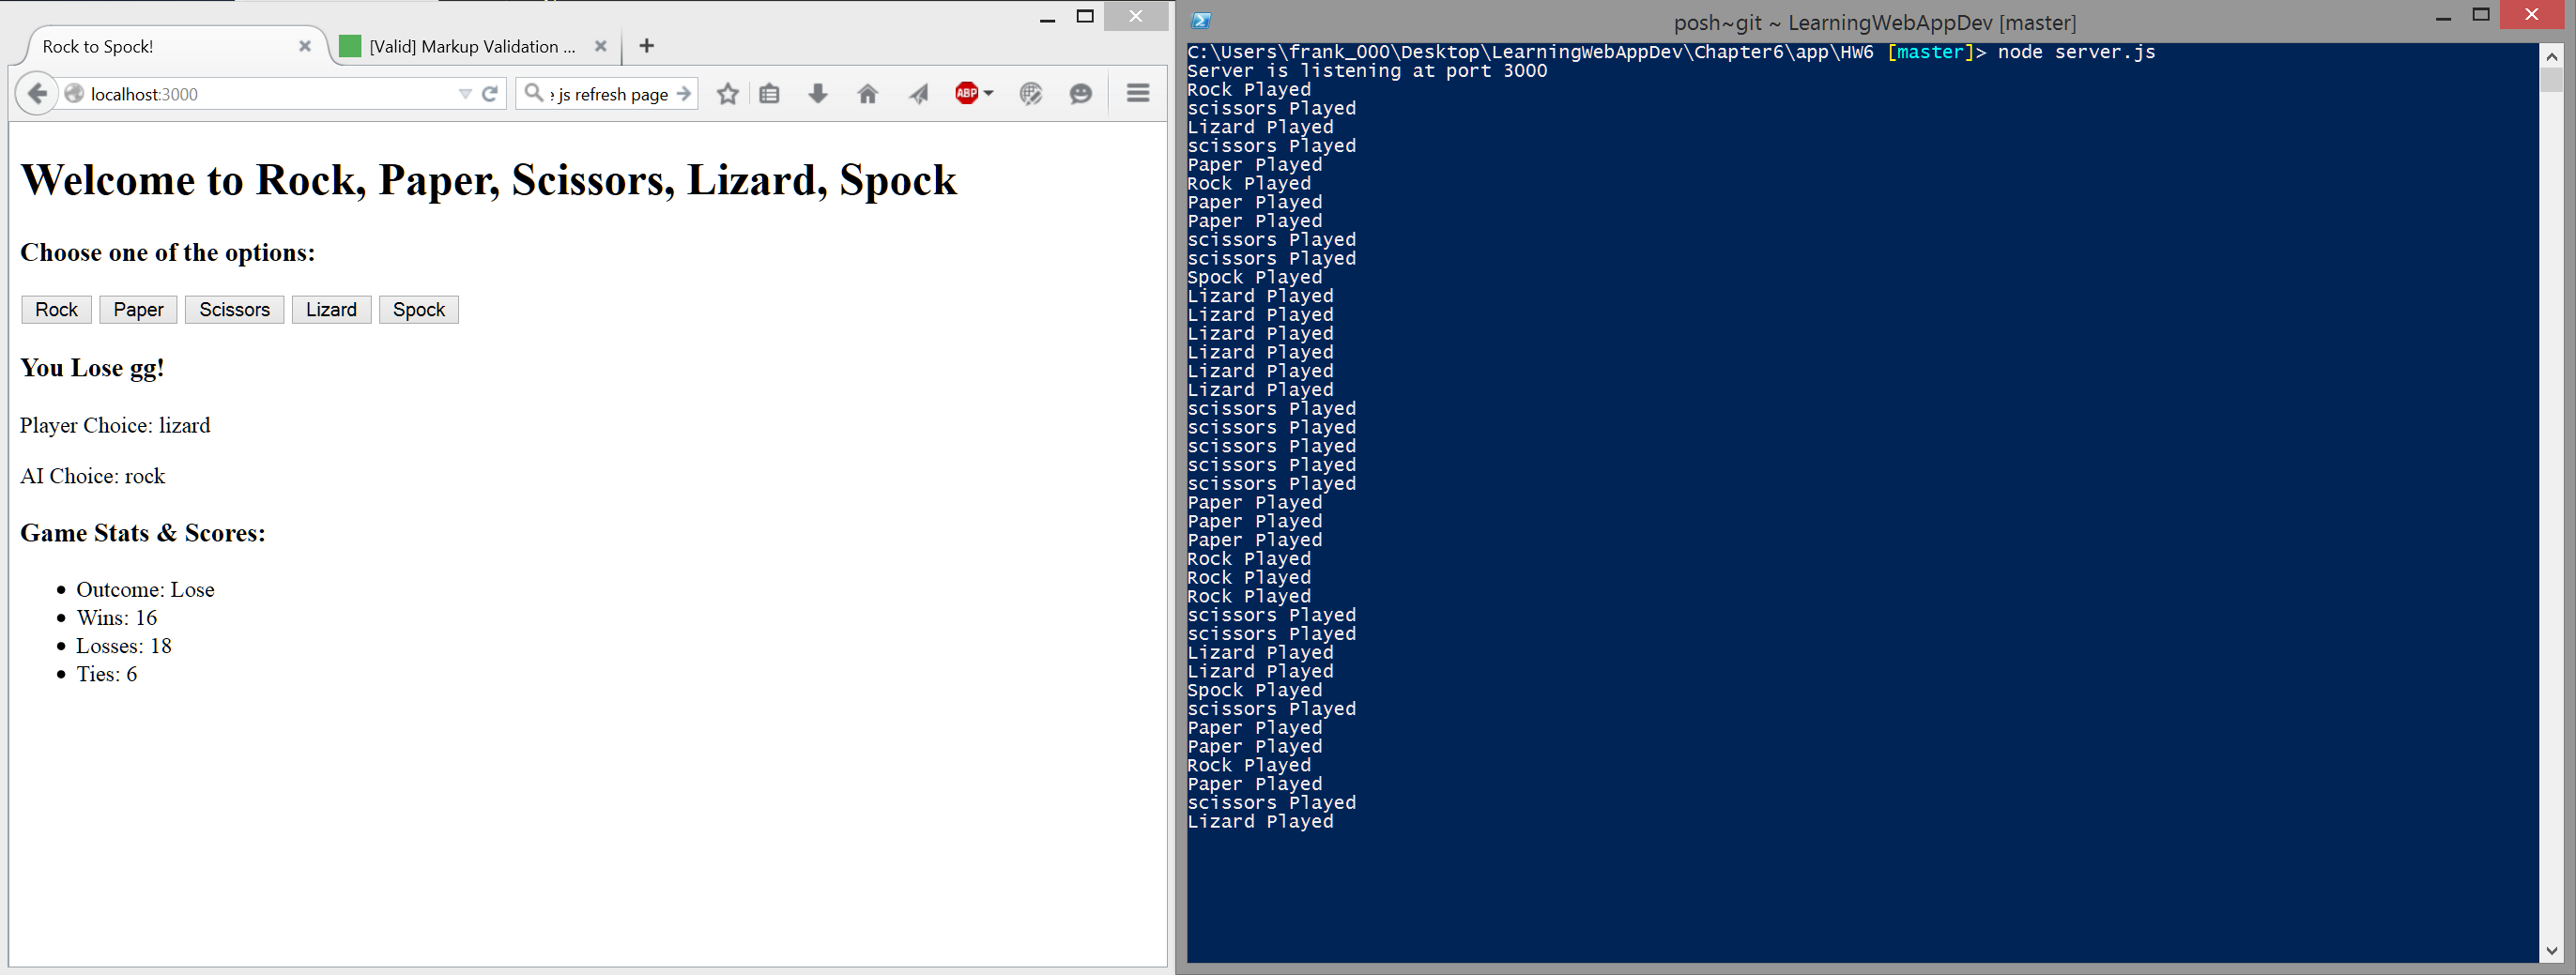 Rock to Spock!
[Valid] Markup Validation ...
localhost:3000
js refresh page
ABP
Welcome to Rock, Paper, Scissors, Lizard, Spock
Choose one of the options:
Rock Paper Scissors Lizard Spock
You Lose gg!
Player Choice: lizard
AI Choice: rock
Game Stats & Scores:
Outcome: Lose
Wins: 16
Losses: 18
Ties: 6
posh~git ~ LearningWebAppDev [master]
C:\Users\frank_000\Desktop\LearningWebAppDev\Chapter6\app\HW6 [master]> node server.js
Server is listening at port 3000
Rock Played
scissors Played
Lizard Played
scissors Played
Paper Played
Rock Played
Paper Played
Paper Played
scissors Played
scissors Played
Spock Played
Lizard Played
Lizard Played
Lizard Played
Lizard Played
Lizard Played
Lizard Played
scissors Played
scissors Played
scissors Played
scissors Played
scissors Played
Paper Played
Paper Played
Paper Played
Rock Played
Rock Played
Rock Played
scissors Played
scissors Played
Lizard Played
Lizard Played
Spock Played
scissors Played
Paper Played
Paper Played
Rock Played
Paper Played
scissors Played
Lizard Played